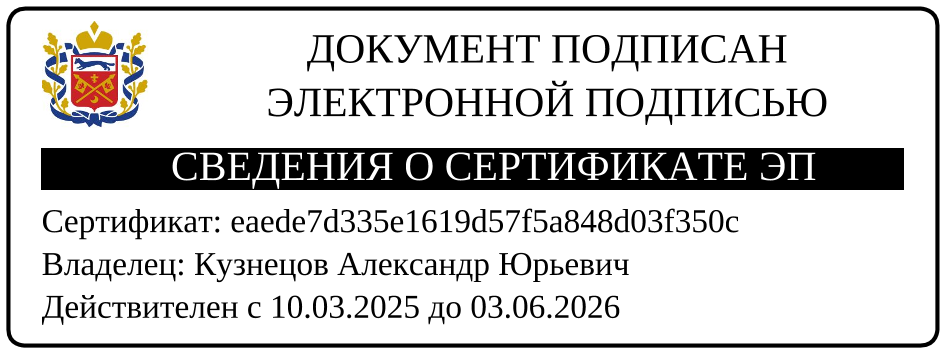 ДОКУМЕНТ ПОДПИСАН
ЭЛЕКТРОННОЙ ПОДПИСЬЮ
СВЕДЕНИЯ О СЕРТИФИКАТЕ ЭП
Сертификат: eaede7d335e1619d57f5a848d03f350c
Владелец: Кузнецов Александр Юрьевич
Действителен с 10.03.2025 до 03.06.2026